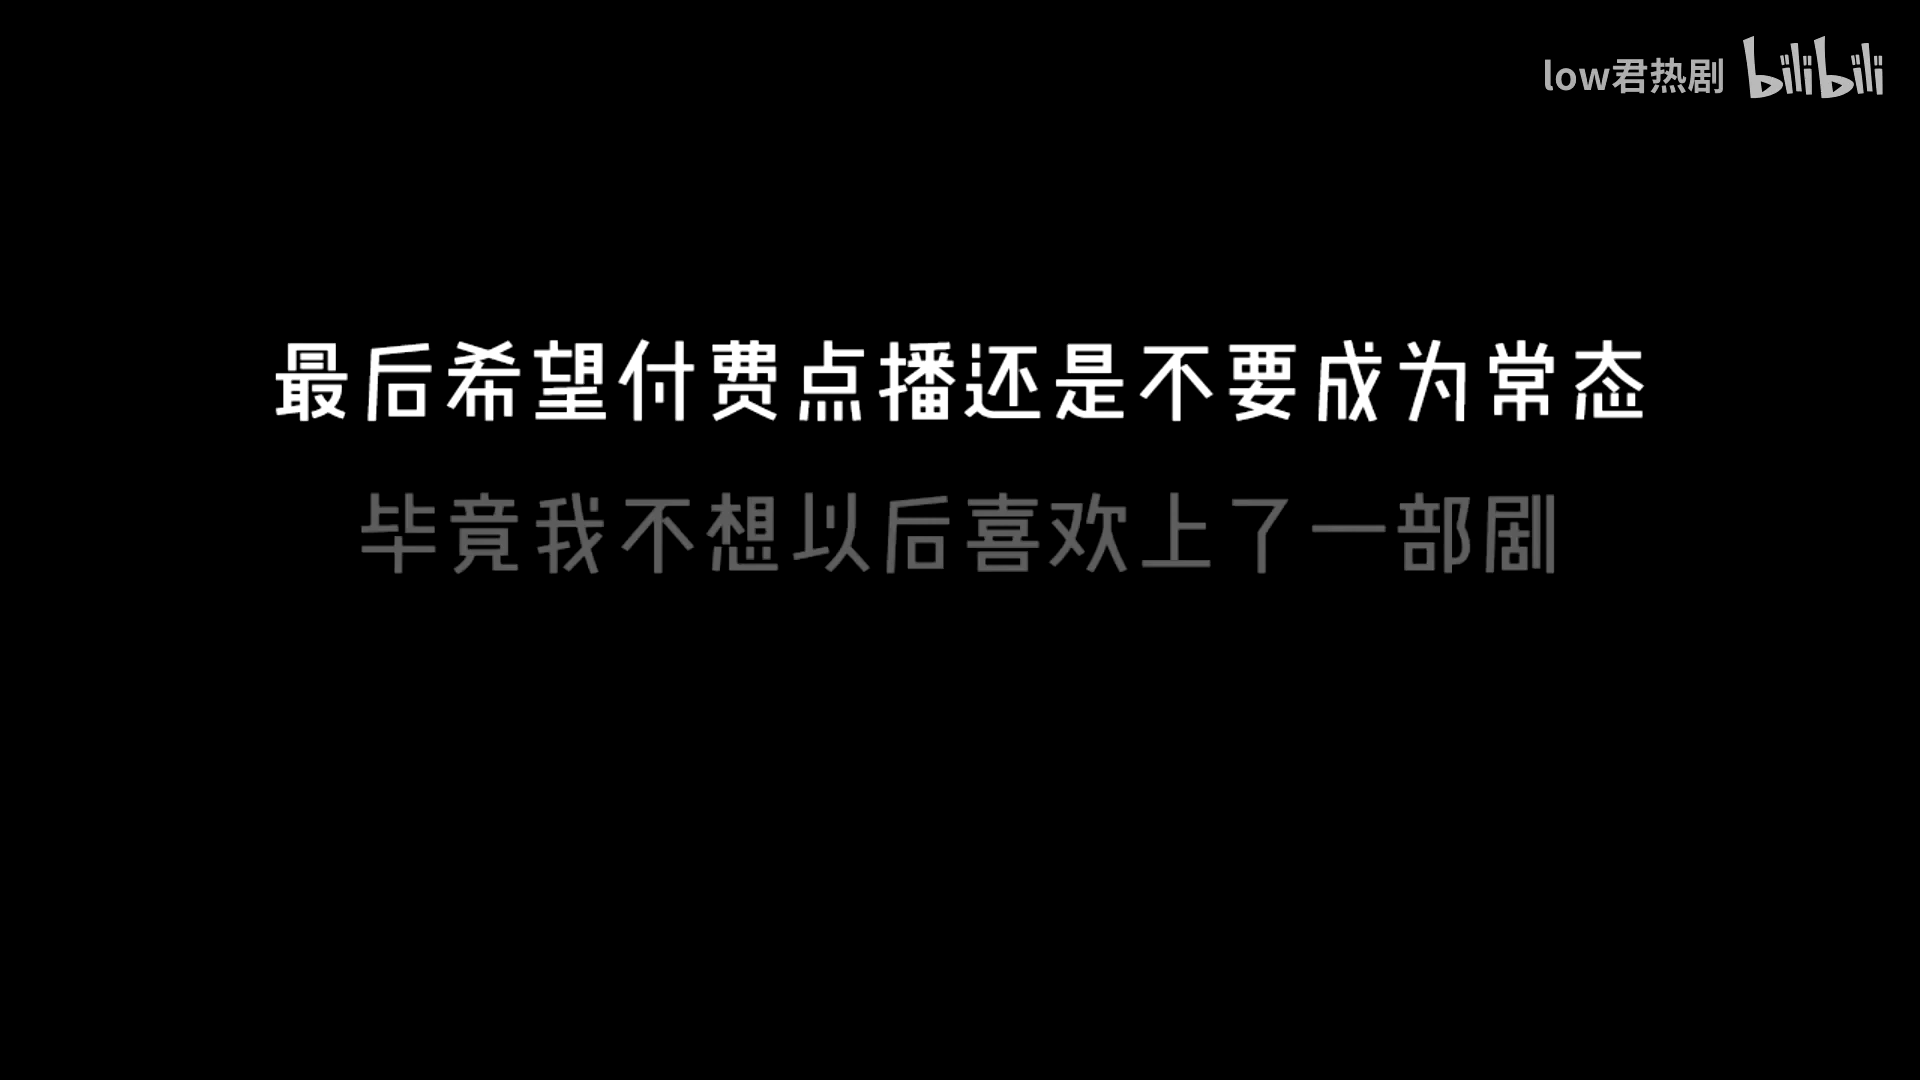 low君热剧 bilibili
最后希望付费点播还是不要成为常态
毕竟我不想以后喜欢上了一部剧